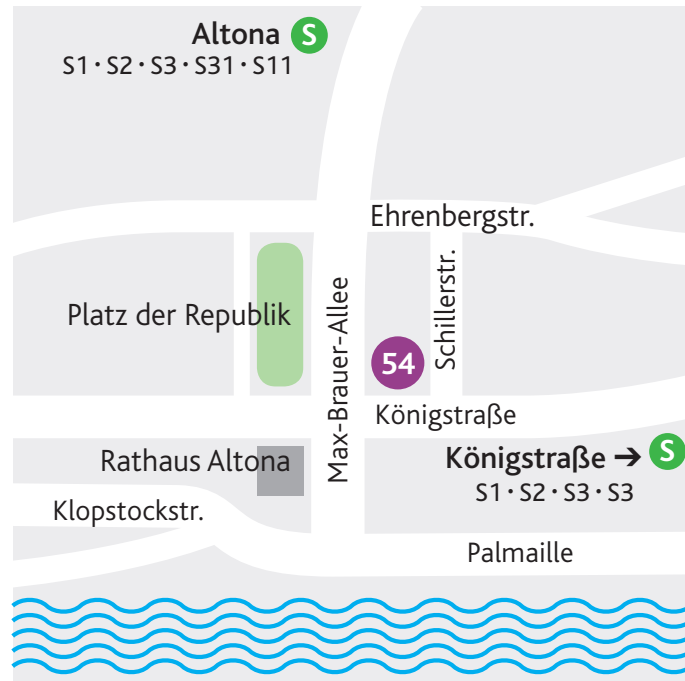 Altona S
S1 · S2 · S3 · S31 · S11
Ehrenbergstr.
Platz der Republik
Max-Brauer-Allee
Schillerstr.
54
Königstraße
Rathaus Altona
Königstraße ➔ S
S1 · S2 · S3 · S3
Klopstockstr.
Palmaille